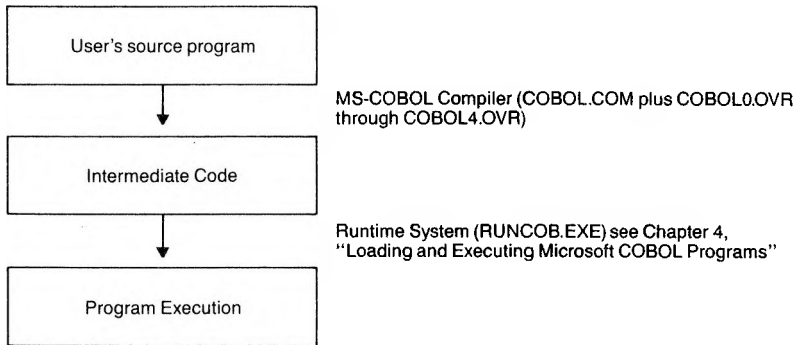 User's source program
MS-COBOL Compiler (COBOL.COM plus COBOL0.OVR
through COBOL4.OVR)
Intermediate Code
Runtime System (RUNCOB.EXE) see Chapter 4,
"Loading and Executing Microsoft COBOL Programs"
Program Execution